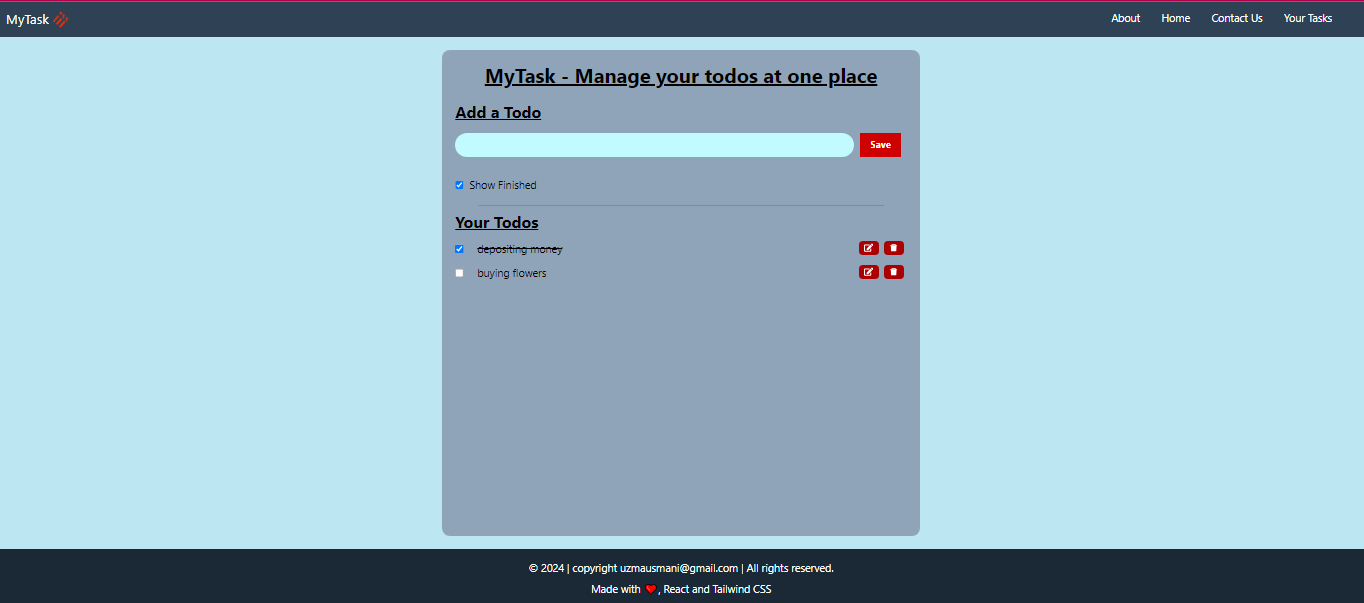 MyTask
About Home Contact Us Your Tasks
MyTask - Manage your todos at one place
Add a Todo
Save
Show Finished
Your Todos
depositing money
buying flowers
© 2024 | copyright uzmausmani@gmail.com | All rights reserved.
Made with ❤️, React and Tailwind CSS